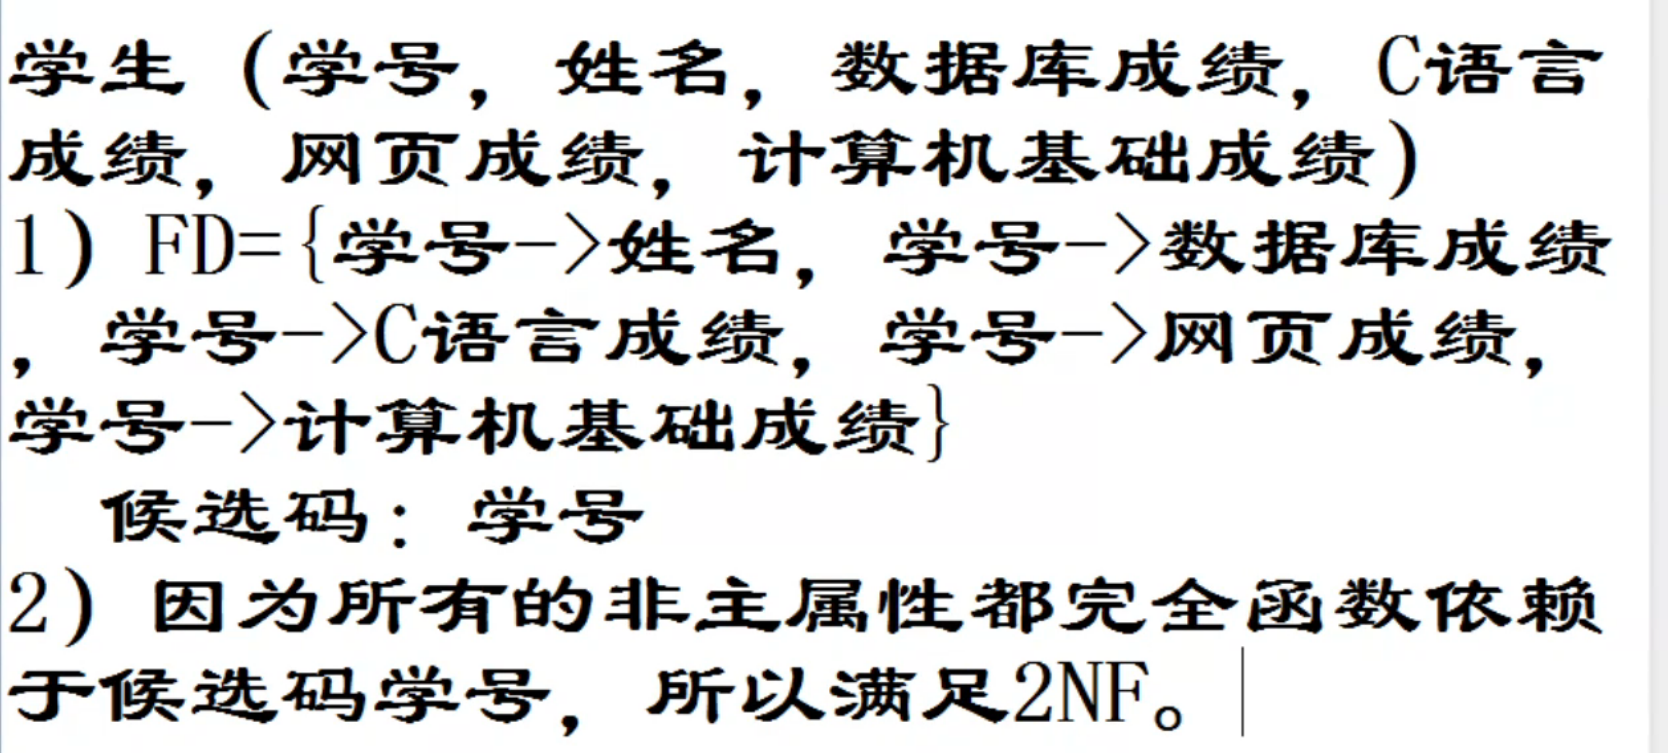 学生（学号，姓名，数据库成绩，C语言
成绩，网页成绩，计算机基础成绩）
1）FD={学号->姓名，学号->数据库成绩
，学号->C语言成绩，学号->网页成绩，
学号->计算机基础成绩}
候选码：学号
2）因为所有的非主属性都完全函数依赖
于候选码学号，所以满足2NF。